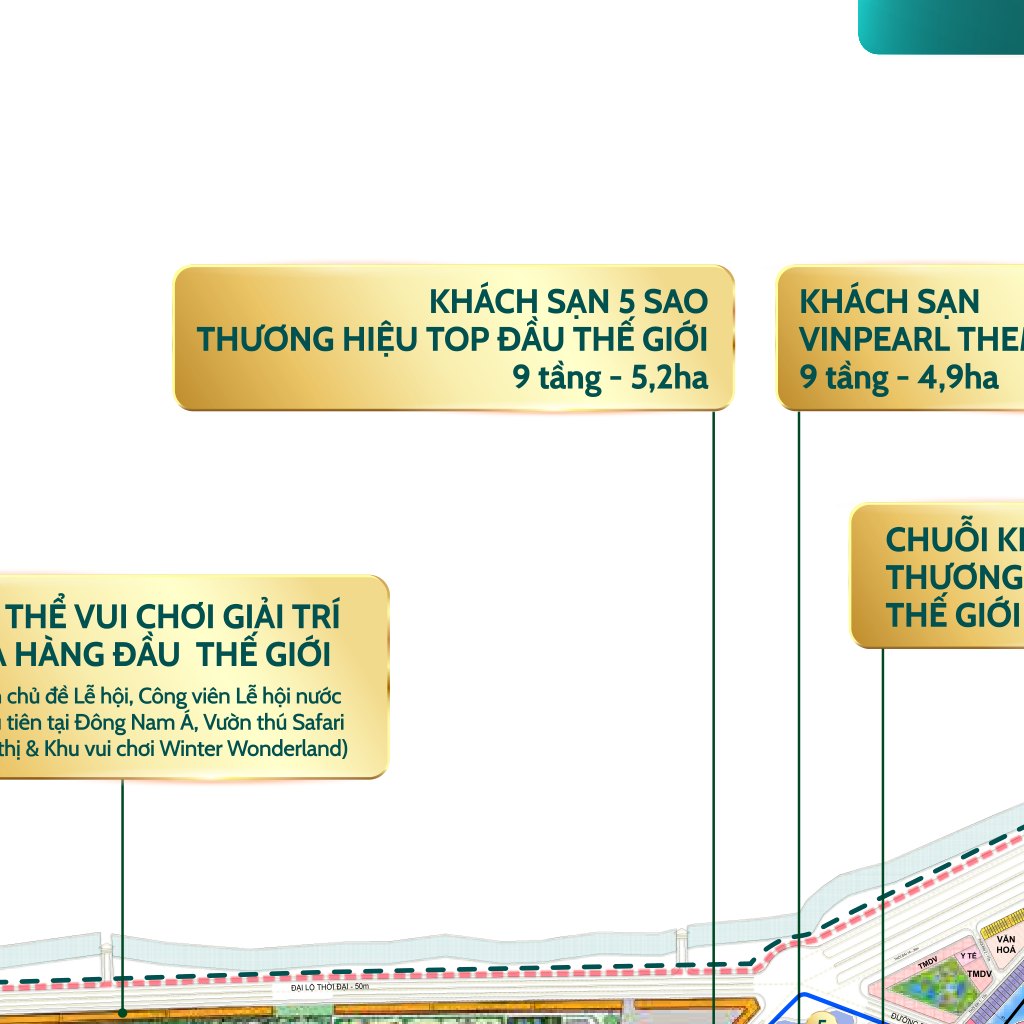 KHÁCH SẠN 5 SAO
THƯƠNG HIỆU TOP ĐẦU THẾ GIỚI
9 tầng - 5,2ha
KHÁCH SẠN
VINPEARL THE
9 tầng - 4,9ha
CHUỖI K
THƯƠNG
THẾ GIỚI
THỂ VUI CHƠI GIẢI TRÍ
HÀNG ĐẦU THẾ GIỚI
chủ đề Lễ hội, Công viên Lễ hội nước
tiên tại Đông Nam Á, Vườn thú Safari
thị & Khu vui chơi Winter Wonderland)
VĂN
HOÁ
Y TẾ
TMDV
TMDV
ĐẠI LỘ THỜI ĐẠI - 50m
ĐƯỜNG